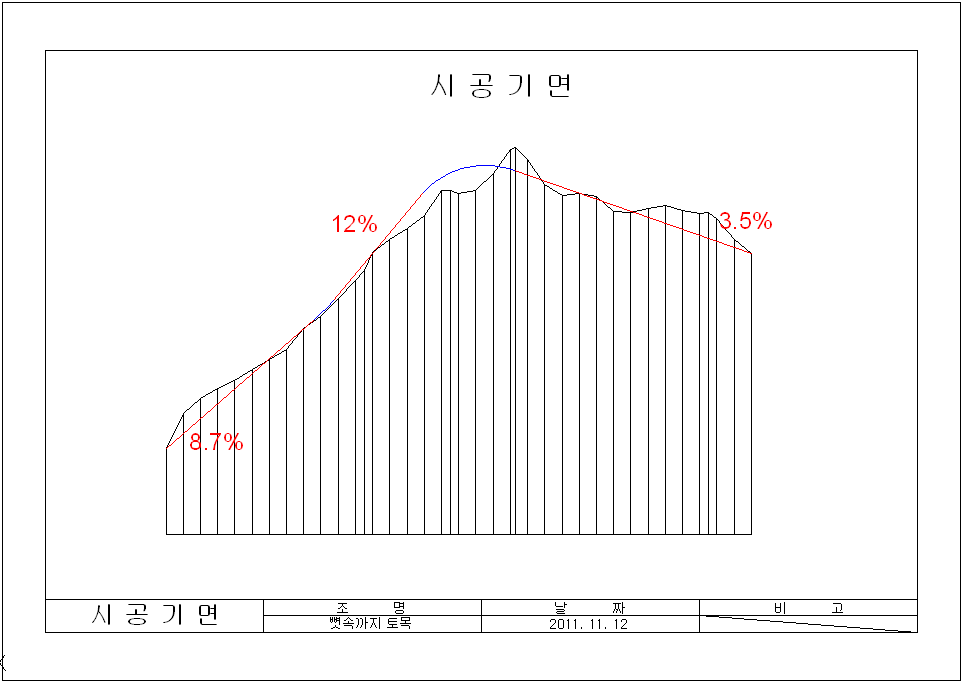 시 공 기 면
12%
3.5%
8.7%
시 공 기 면
조 명
날 짜
비 고
뼛속까지 토목
2011. 11. 12